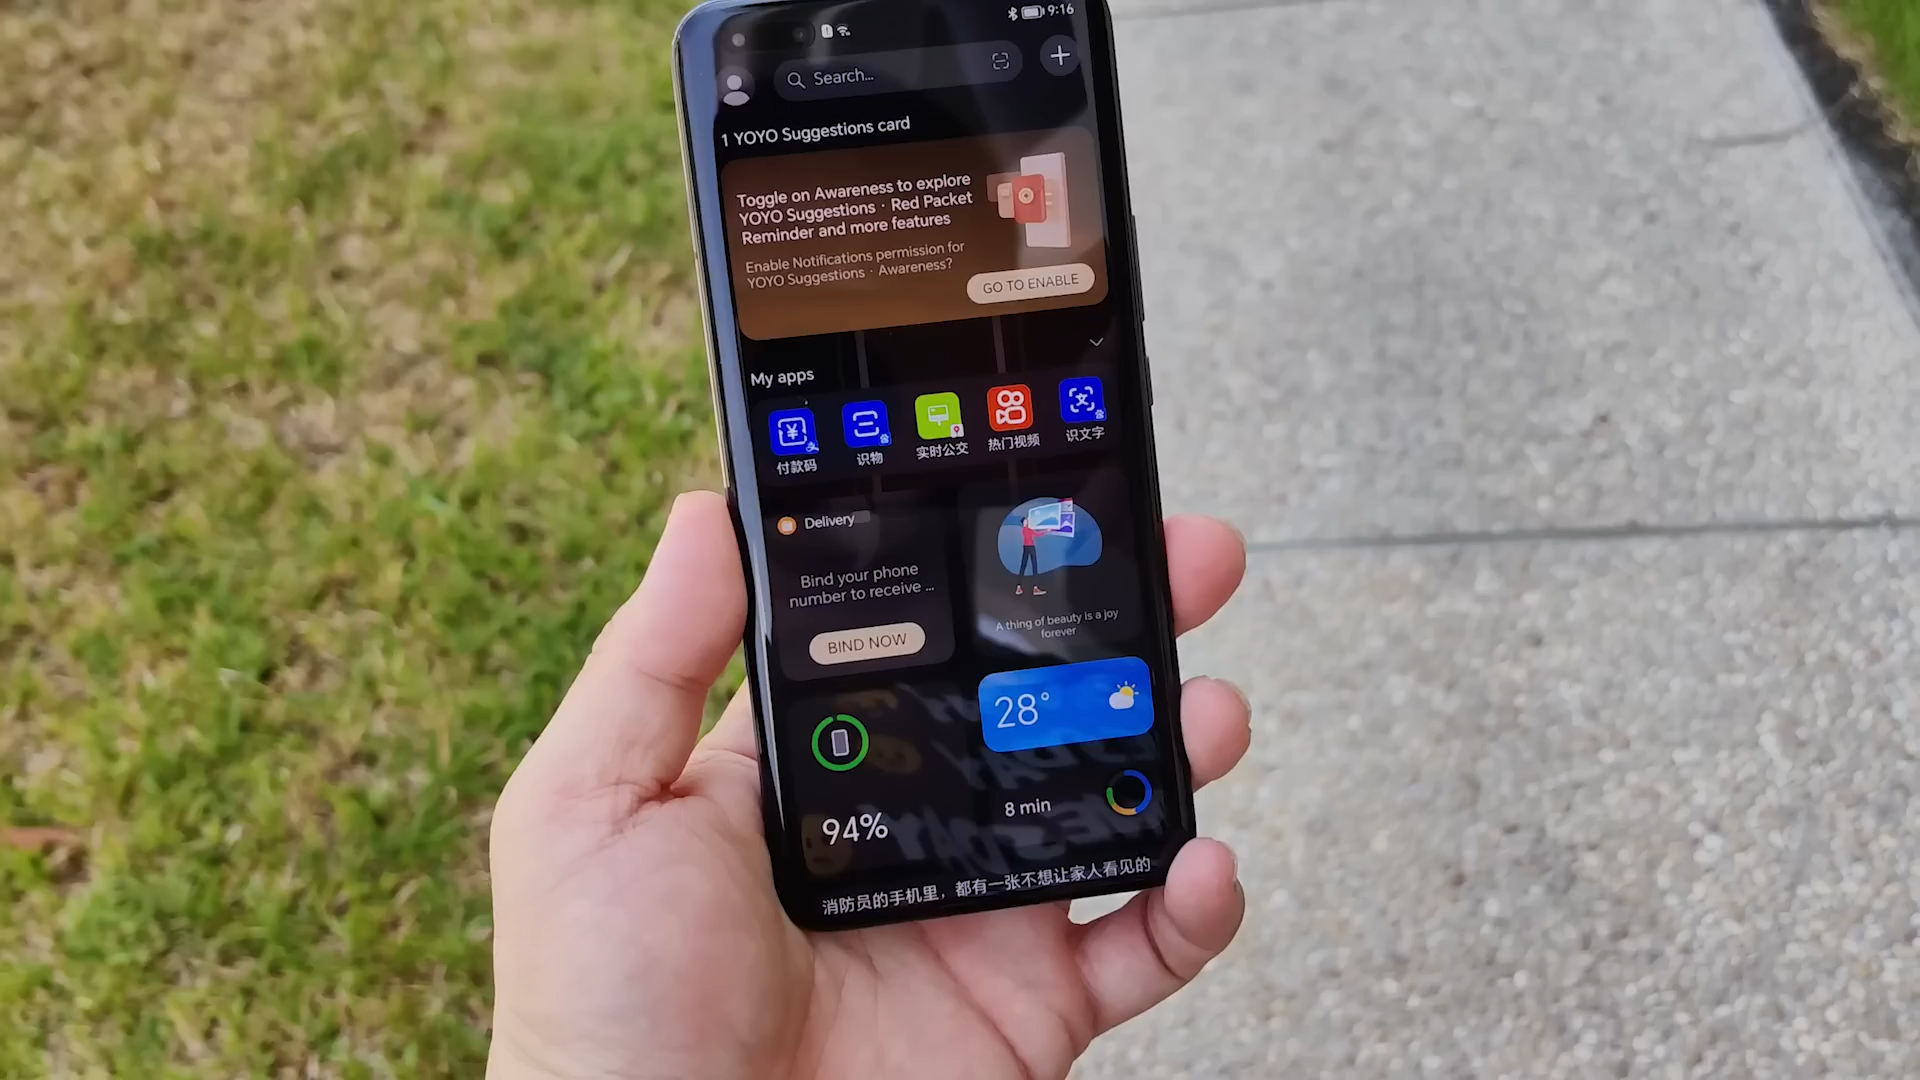 9:16
Search...
1 YOYO Suggestions card
Toggle on Awareness to explore
YOYO Suggestions · Red Packet
Reminder and more features
Enable Notifications permission for
YOYO Suggestions · Awareness?
GO TO ENABLE
My apps
付款码
识物
实时公交
热门视频
识文字
Delivery
Bind your phone
number to receive ...
BIND NOW
A thing of beauty is a joy
forever
28°
94%
8 min
消防员的手机里，都有一张不想让家人看见的